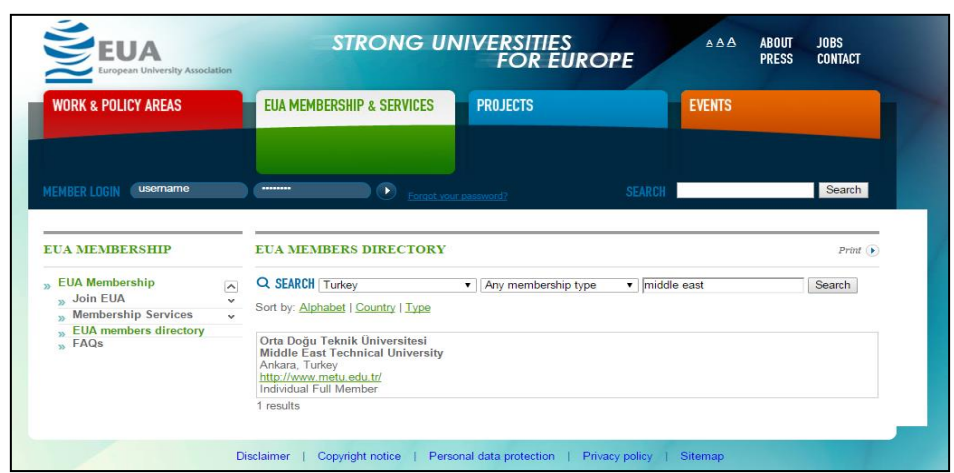 EUA
European University Association
STRONG UNIVERSITIES
FOR EUROPE
A A A
ABOUT JOBS
PRESS CONTACT
WORK & POLICY AREAS
EUA MEMBERSHIP & SERVICES
PROJECTS
EVENTS
MEMBER LOGIN username •••••••• Forgot your password?
SEARCH Search
EUA MEMBERSHIP
» EUA Membership
» Join EUA
» Membership Services
» EUA members directory
» FAQs
EUA MEMBERS DIRECTORY
Print
SEARCH Turkey Any membership type middle east Search
Sort by: Alphabet | Country | Type
Orta Doğu Teknik Üniversitesi
Middle East Technical University
Ankara, Turkey
http://www.metu.edu.tr/
Individual Full Member
1 results
Disclaimer | Copyright notice | Personal data protection | Privacy policy | Sitemap